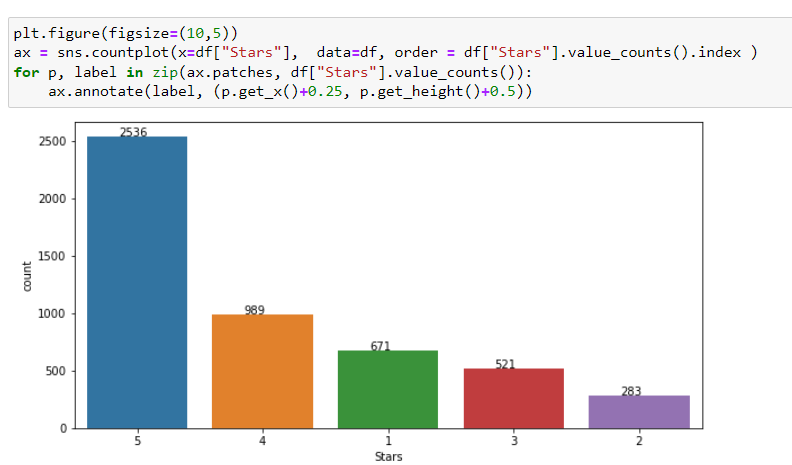 plt.figure(figsize=(10,5))
ax = sns.countplot(x=df["Stars"],  data=df, order = df["Stars"].value_counts().index )
for p, label in zip(ax.patches, df["Stars"].value_counts()):
    ax.annotate(label, (p.get_x()+0.25, p.get_height()+0.5))
2536
2500
2000
1500
989
1000
671
521
500
283
0
count
5 4 1 3 2
Stars